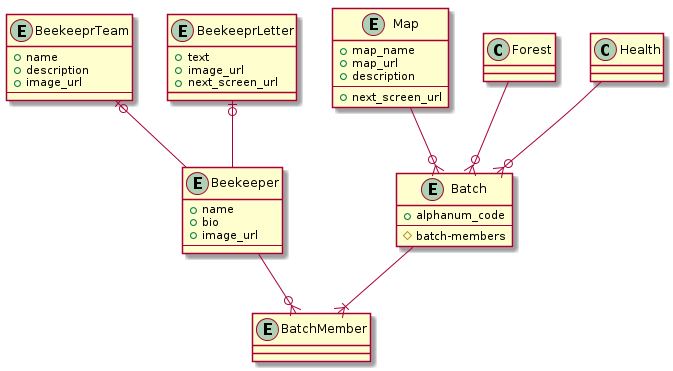 E BeekeeprTeam
name
description
image_url
E BeekeeprLetter
text
image_url
next_screen_url
E Map
map_name
map_url
description
next_screen_url
C Forest
C Health
E Beekeeper
name
bio
image_url
E Batch
alphanum_code
batch-members
E BatchMember